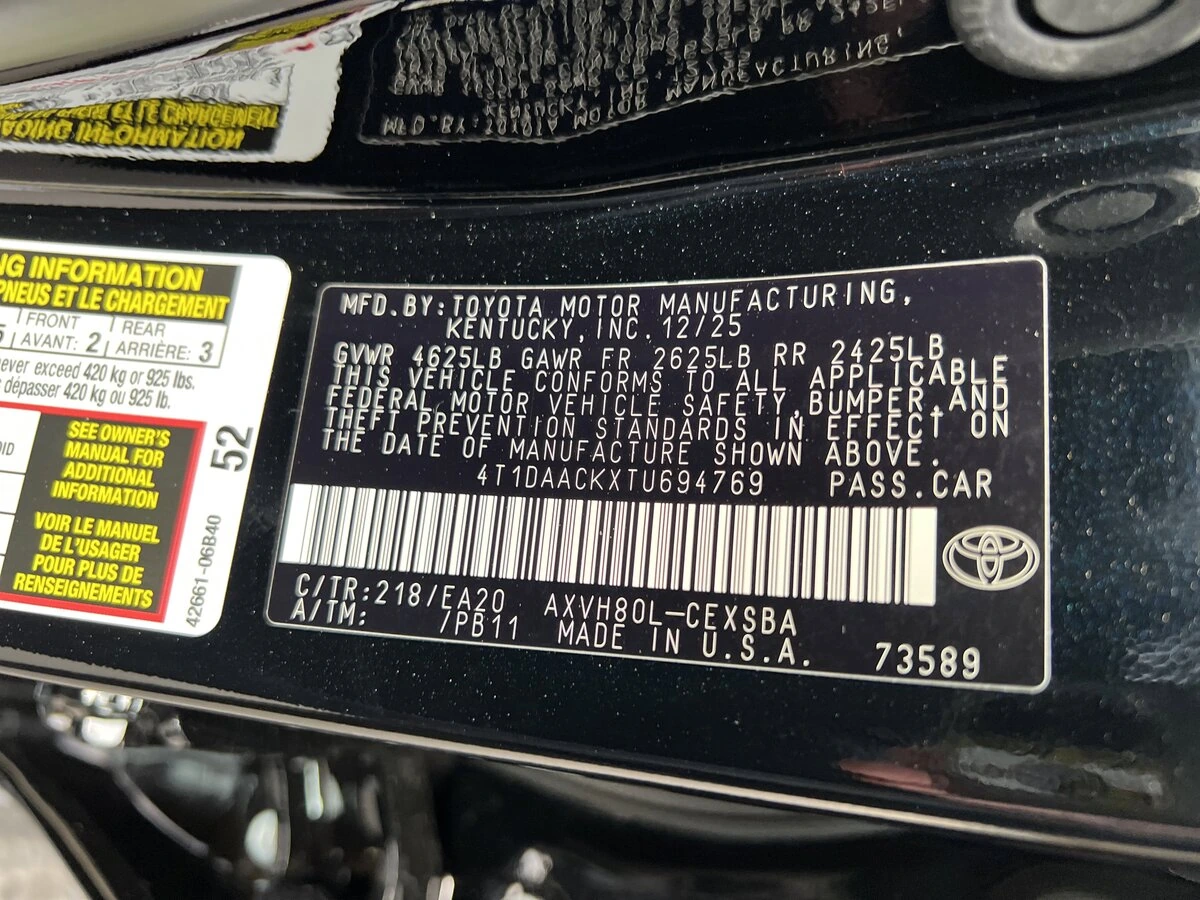 NG INFORMATION
PNEUS ET LE CHARGEMENT
5 FRONT REAR
AVANT: 2 ARRIÈRE: 3
ever exceed 420 kg or 925 lbs.
dépasser 420 kg ou 925 lb.
SEE OWNER'S
MANUAL FOR
ADDITIONAL
INFORMATION
VOIR LE MANUEL
DE L'USAGER
POUR PLUS DE
RENSEIGNEMENTS
52
42661-06B40
MFD.BY:TOYOTA MOTOR MANUFACTURING,
KENTUCKY,INC.12/25
GVWR 4625LB GAWR FR 2625LB RR 2425LB
THIS VEHICLE CONFORMS TO ALL APPLICABLE
FEDERAL MOTOR VEHICLE SAFETY,BUMPER,AND
THEFT PREVENTION STANDARDS IN EFFECT ON
THE DATE OF MANUFACTURE SHOWN ABOVE.
4T1DAACKXTU694769 PASS.CAR
C/TR:218/EA20 AXVH80L-CEXSBA
A/TM: /PB11 MADE IN U.S.A.
73589